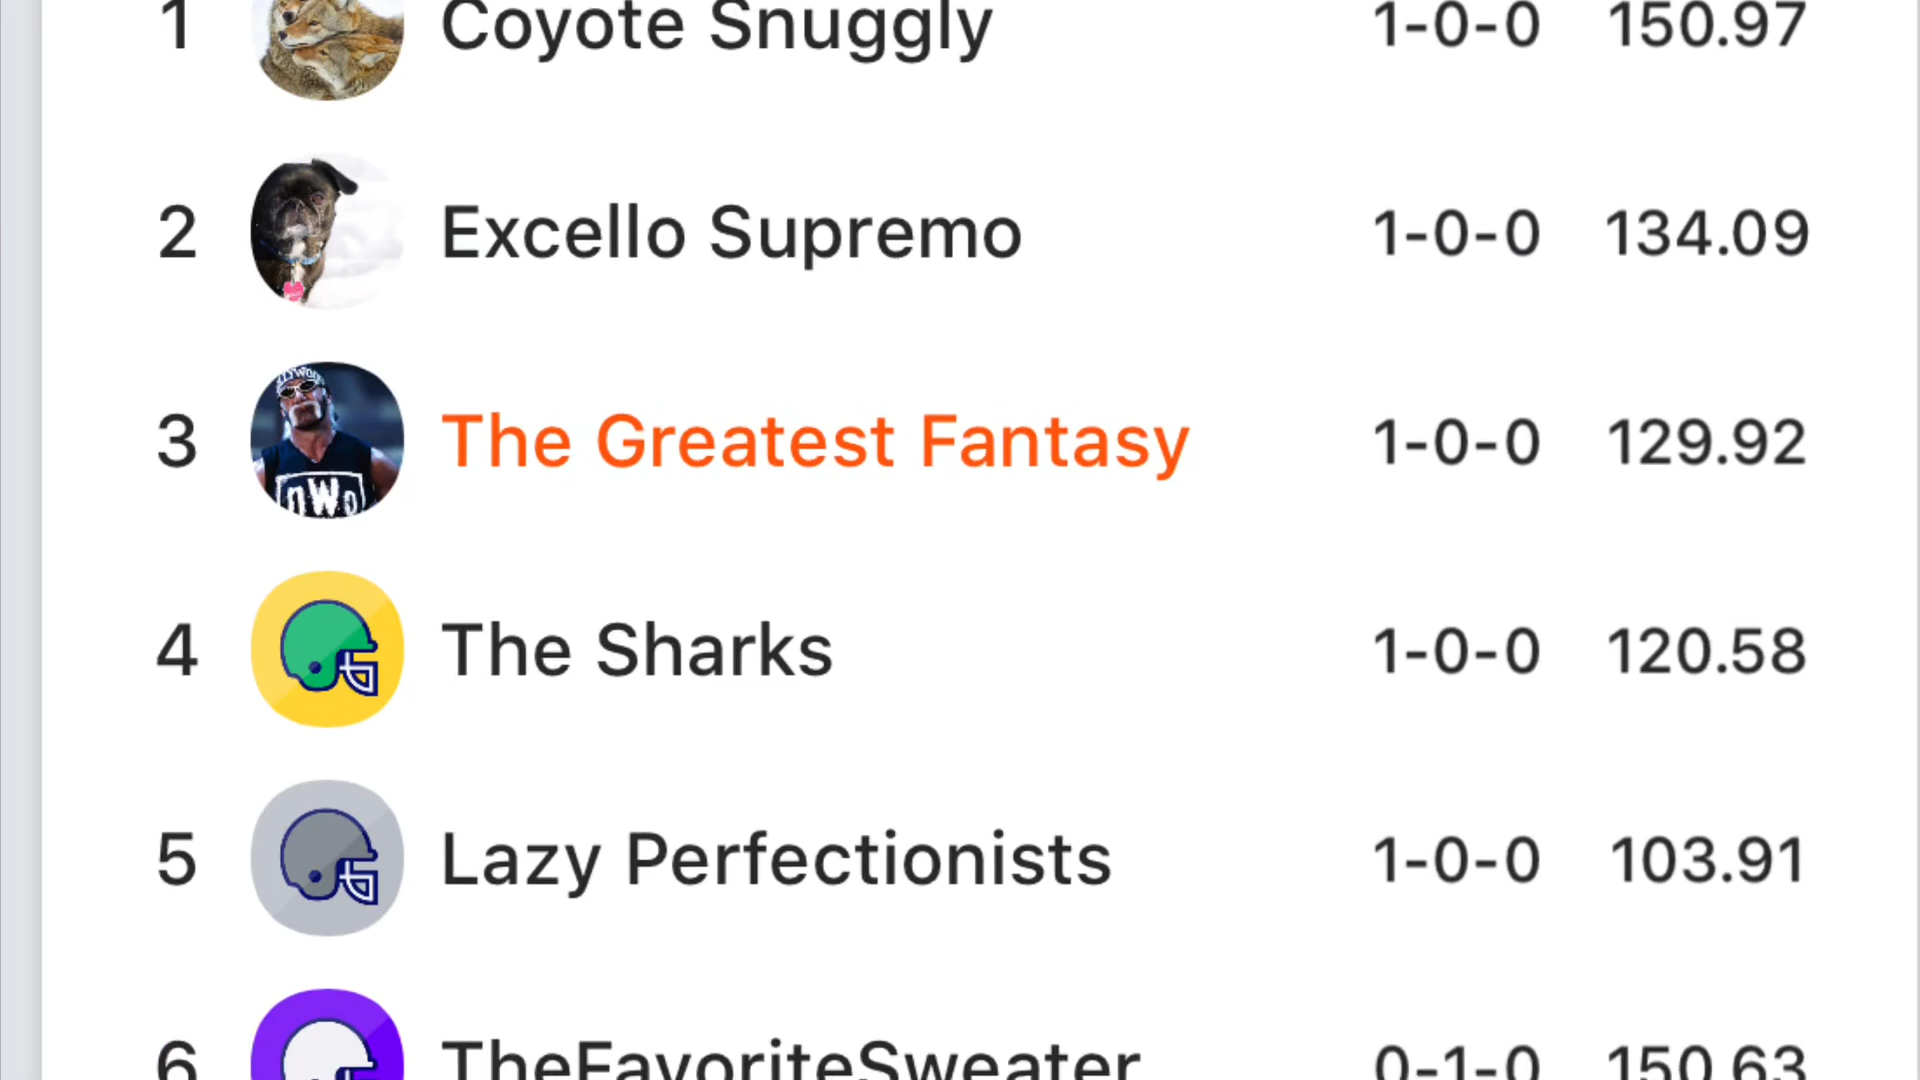 1 Coyote Snuggly 1-0-0 150.97
2 Excello Supremo 1-0-0 134.09
3 The Greatest Fantasy 1-0-0 129.92
nWo
4 The Sharks 1-0-0 120.58
5 Lazy Perfectionists 1-0-0 103.91
6 TheFavoriteSweater 0-1-0 150.63